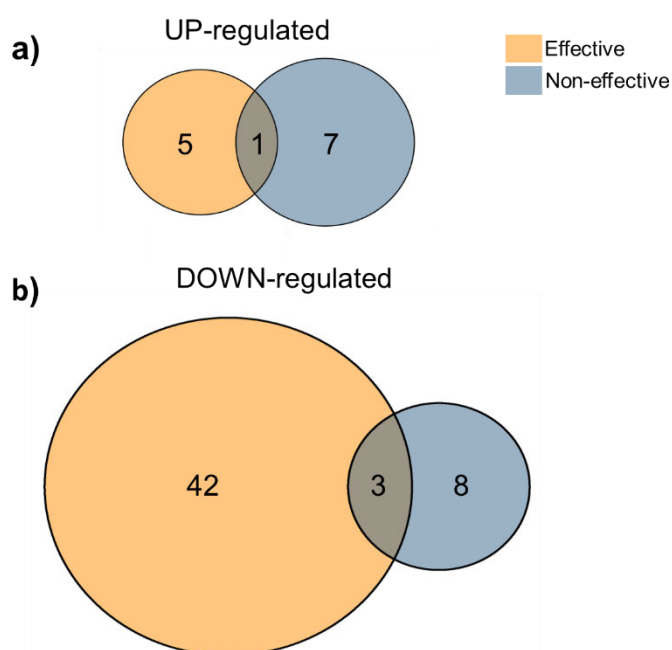 UP-regulated
a)
Effective
Non-effective
5 1 7
DOWN-regulated
b)
42 3 8